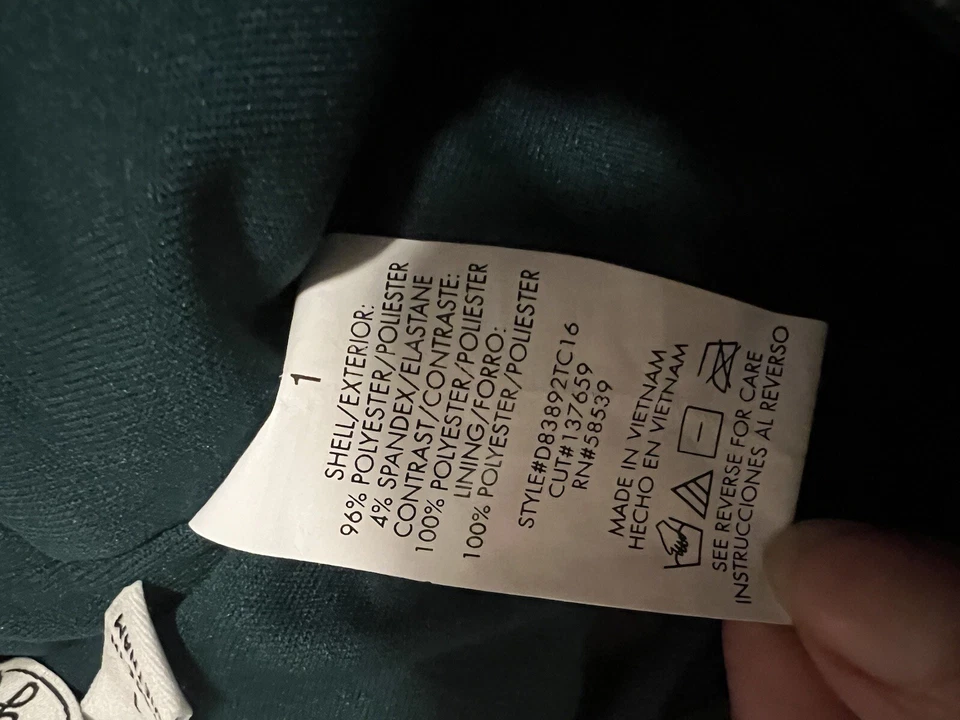 1
SHELL/EXTERIOR:
96% POLYESTER/POLIESTER
4% SPANDEX/ELASTANE
CONTRAST/CONTRASTE:
100% POLYESTER/POLIESTER
LINING/FORRO:
100% POLYESTER/POLIESTER
STYLE#D83892TC16
CUT#137659
RN#58539
MADE IN VIETNAM
HECHO EN VIETNAM
SEE REVERSE FOR CARE
INSTRUCCIONES AL REVERSO